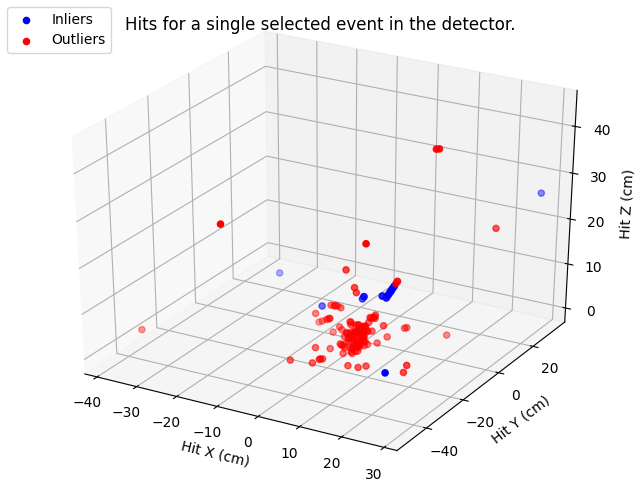 Hits for a single selected event in the detector.
Inliers
Outliers
40
30
20
10
0
Hit Z (cm)
−40
−30
−20
−10
0
10
20
30
Hit X (cm)
−40
−20
0
20
Hit Y (cm)